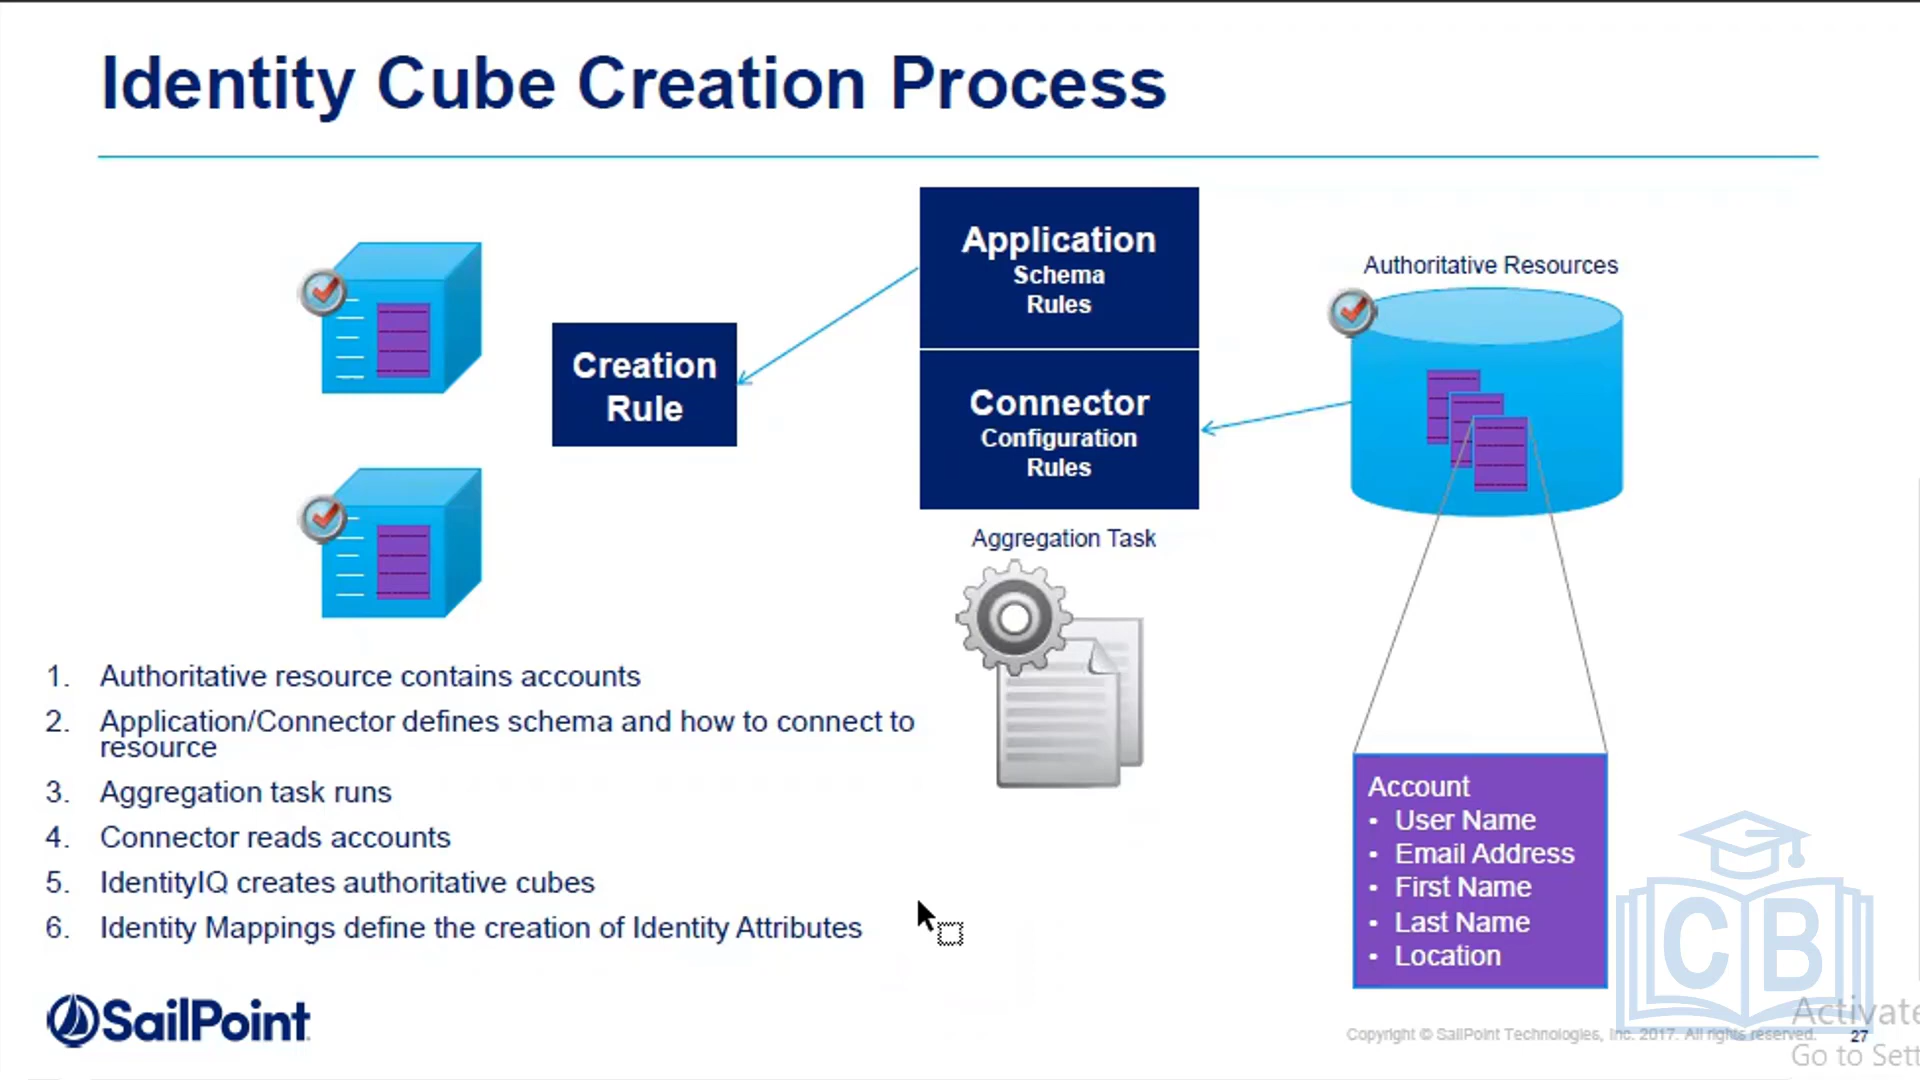 Identity Cube Creation Process
Application
Schema
Rules
Authoritative Resources
Creation
Rule
Connector
Configuration
Rules
Aggregation Task
1. Authoritative resource contains accounts
2. Application/Connector defines schema and how to connect to
resource
3. Aggregation task runs
4. Connector reads accounts
5. IdentityIQ creates authoritative cubes
6. Identity Mappings define the creation of Identity Attributes
Account
• User Name
• Email Address
• First Name
• Last Name
• Location
CB
SailPoint
Copyright © SailPoint Technologies, Inc. 2017. All rights reserved.
27
Activate
Go to Sett